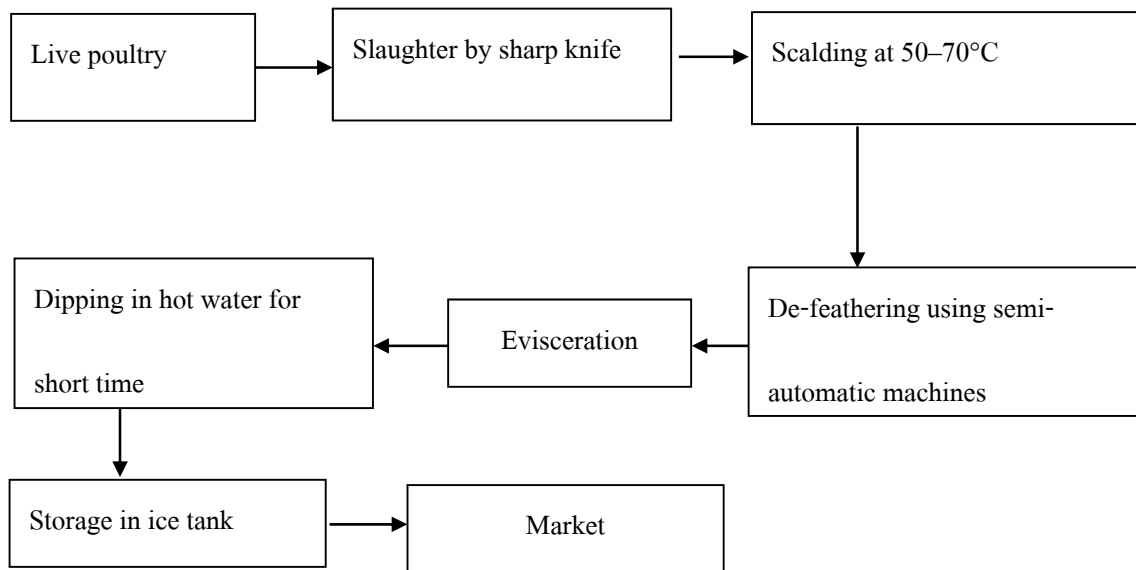 Live poultry
Slaughter by sharp knife
Scalding at 50–70°C
De-feathering using semi-
automatic machines
Evisceration
Dipping in hot water for
short time
Storage in ice tank
Market